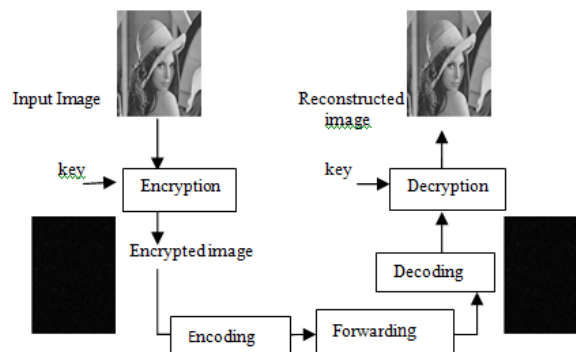 Input Image
Reconstructed
image
key
Encryption
key
Decryption
Encrypted image
Decoding
Encoding
Forwarding